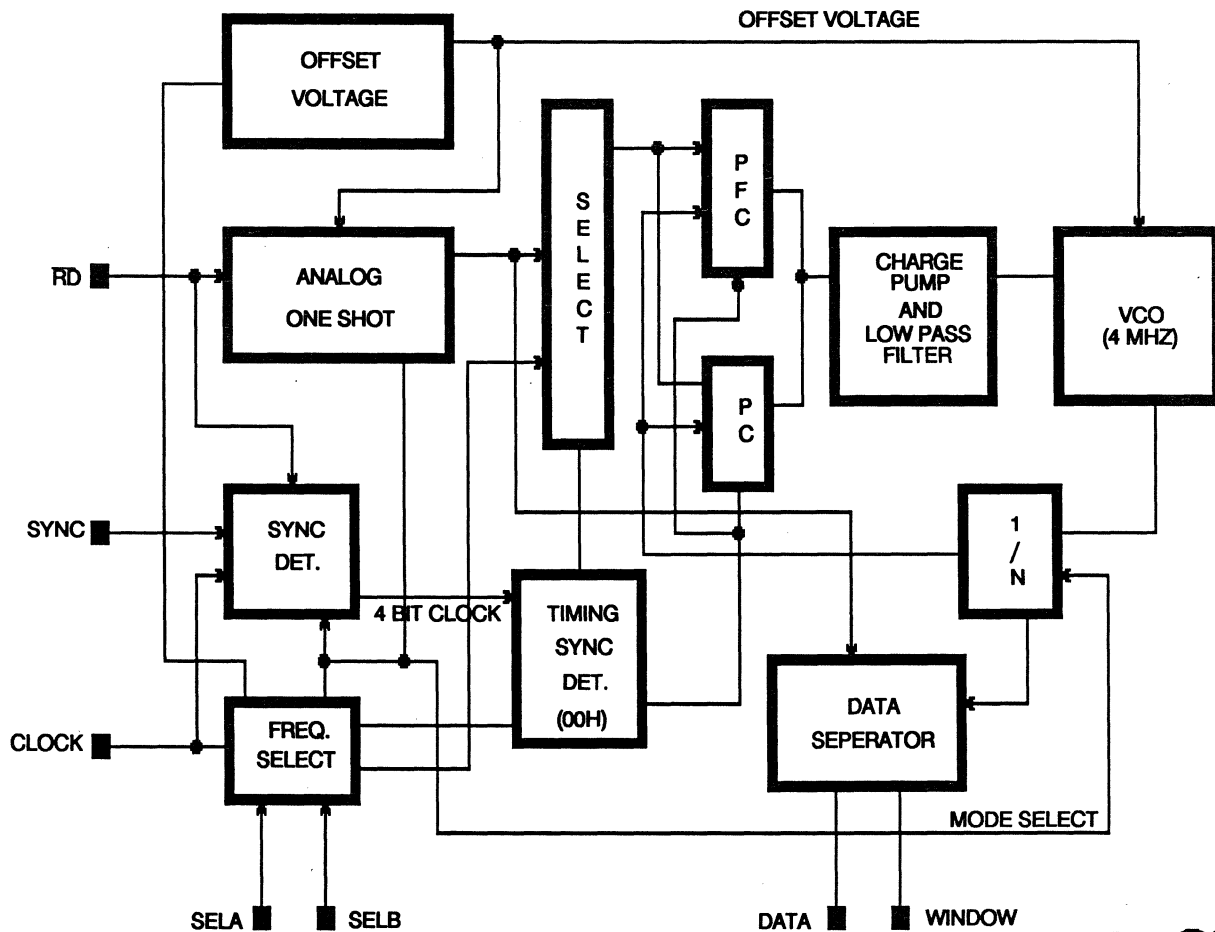 OFFSET VOLTAGE
OFFSET
VOLTAGE
S
E
L
E
C
T
P
F
C
RD
ANALOG
ONE SHOT
CHARGE
PUMP
AND
LOW PASS
FILTER
VCO
(4 MHZ)
P
C
SYNC
SYNC
DET.
1
/
N
4 BIT CLOCK
TIMING
SYNC
DET.
(00H)
CLOCK
FREQ.
SELECT
DATA
SEPERATOR
MODE SELECT
SELA
SELB
DATA
WINDOW